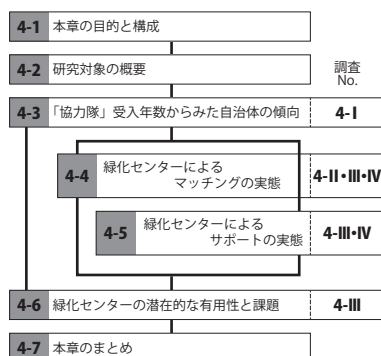 4-1 本章の目的と構成
4-2 研究対象の概要
調査
No.
4-3 「協力隊」受入年数からみた自治体の傾向 4-I
4-4 緑化センターによる
マッチングの実態 4-II・III・IV
4-5 緑化センターによる
サポートの実態 4-III・IV
4-6 緑化センターの潜在的な有用性と課題 4-III
4-7 本章のまとめ